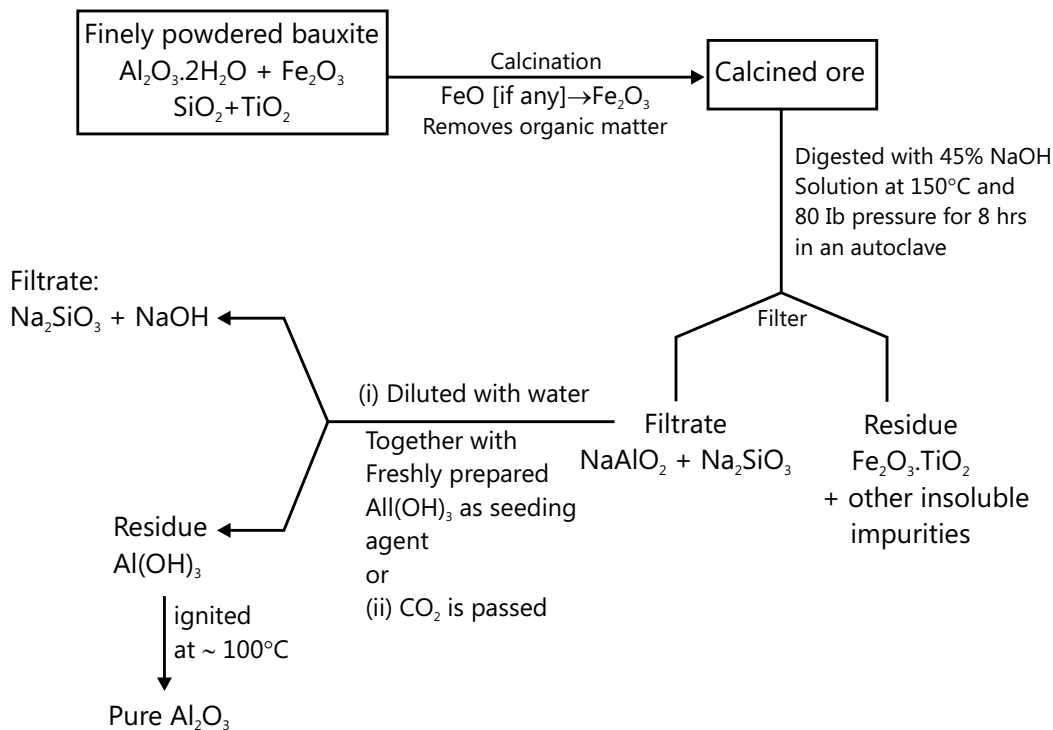 Finely powdered bauxite
Al₂O₃.2H₂O + Fe₂O₃
SiO₂+TiO₂
Calcination
FeO [if any]→Fe₂O₃
Removes organic matter
Calcined ore
Digested with 45% NaOH
Solution at 150°C and
80 Ib pressure for 8 hrs
in an autoclave
Filter
Filtrate
NaAlO₂ + Na₂SiO₃
Residue
Fe₂O₃.TiO₂
+ other insoluble
impurities
(i) Diluted with water
Together with
Freshly prepared
All(OH)₃ as seeding
agent
or
(ii) CO₂ is passed
Filtrate:
Na₂SiO₃ + NaOH
Residue
Al(OH)₃
ignited
at ~ 100°C
Pure Al₂O₃